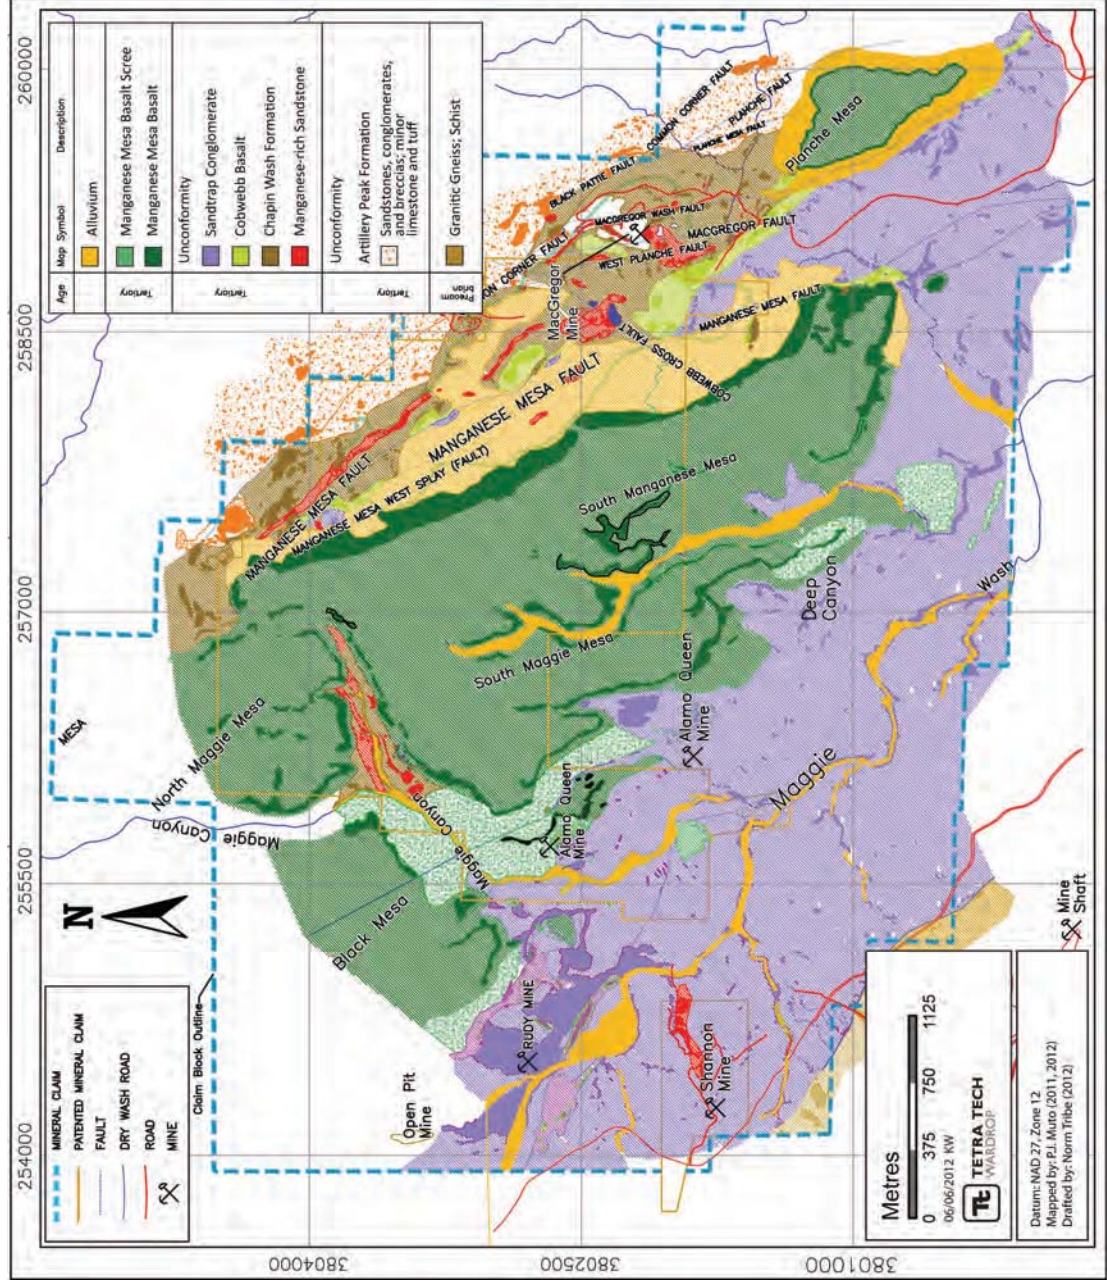 MINERAL CLAIM
PATENTED MINERAL CLAIM
FAULT
DRY WASH ROAD
ROAD
MINE
Claim Block Outline
N
254000
255500
257000
258500
260000
3804000
3802500
3801000
Age Map Symbol Description
Alluvium
Tertiary
Manganese Mesa Basalt Scree
Manganese Mesa Basalt
Unconformity
Tertiary
Sandtrap Conglomerate
Cobwebb Basalt
Chapin Wash Formation
Manganese-rich Sandstone
Unconformity
Tertiary
Artillery Peak Formation
Sandstones, conglomerates,
and breccias; minor
limestone and tuff
Precam
brian
Granitic Gneiss; Schist
MESA
North Maggie Mesa
Maggie Canyon
Black Mesa
Maggie Canyon
MANGANESE MESA FAULT
MANGANESE MESA WEST SPLAY (FAULT)
MANGANESE MESA FAULT
ON CORNER FAULT
MacGregor
Mine
BLACK PATTIE FAULT
COMMON CORNER FAULT
PLANCHE FAULT
PLANCHE MESA FAULT
MACGREGOR WASH FAULT
WEST PLANCHE FAULT
MACGREGOR FAULT
COBWEBB CROSS FAULT
MANGANESE MESA FAULT
Planche Mesa
South Manganese Mesa
South Maggie Mesa
Alamo Queen
Mine
Alamo Queen
Mine
Deep
Canyon
Maggie
Wash
Open Pit
Mine
RUDY MINE
Shannon
Mine
Mine
Shaft
Metres
0 375 750 1125
06/06/2012 KW
Tt
TETRA TECH
WARDROP
Datum: NAD 27, Zone 12
Mapped by: P.I. Muto (2011, 2012)
Drafted by: Norm Tribe (2012)